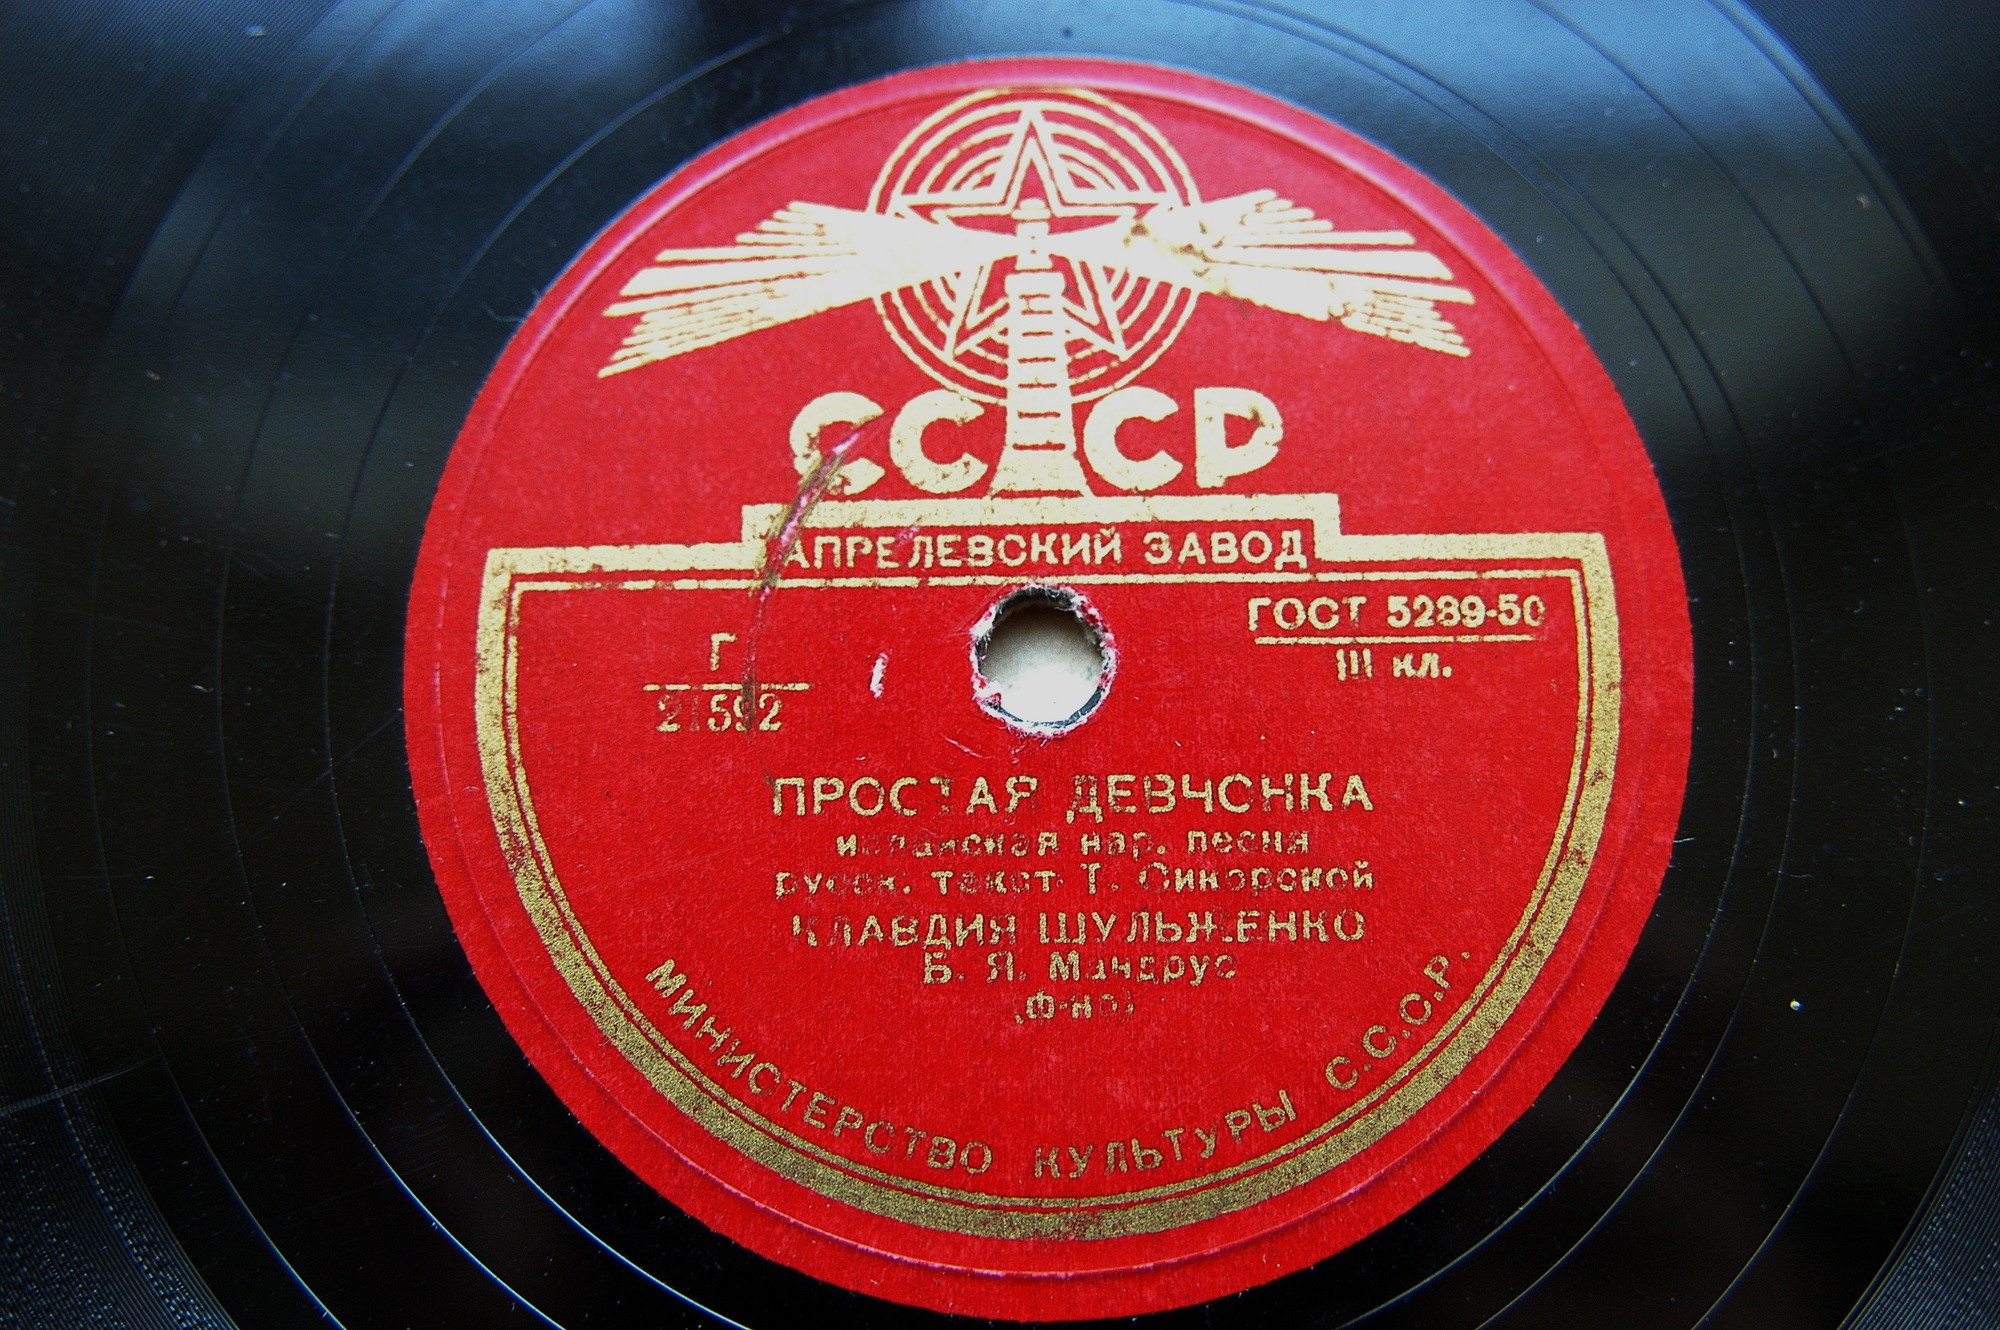 СССР
АПРЕЛЕВСКИЙ ЗАВОД
ГОСТ 5289-50
III кл.
Г
21592
ПРОСТАЯ ДЕВЧОНКА
испанская нар. песня
русск. текст Т. Сикорской
КЛАВДИЯ ШУЛЬЖЕНКО
Б. Я. Мандрус
(ф-но)
МИНИСТЕРСТВО КУЛЬТУРЫ С.С.С.Р.